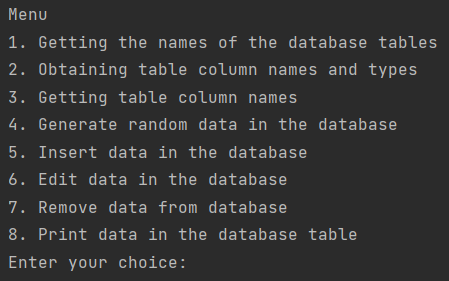 Menu
1. Getting the names of the database tables
2. Obtaining table column names and types
3. Getting table column names
4. Generate random data in the database
5. Insert data in the database
6. Edit data in the database
7. Remove data from database
8. Print data in the database table
Enter your choice: